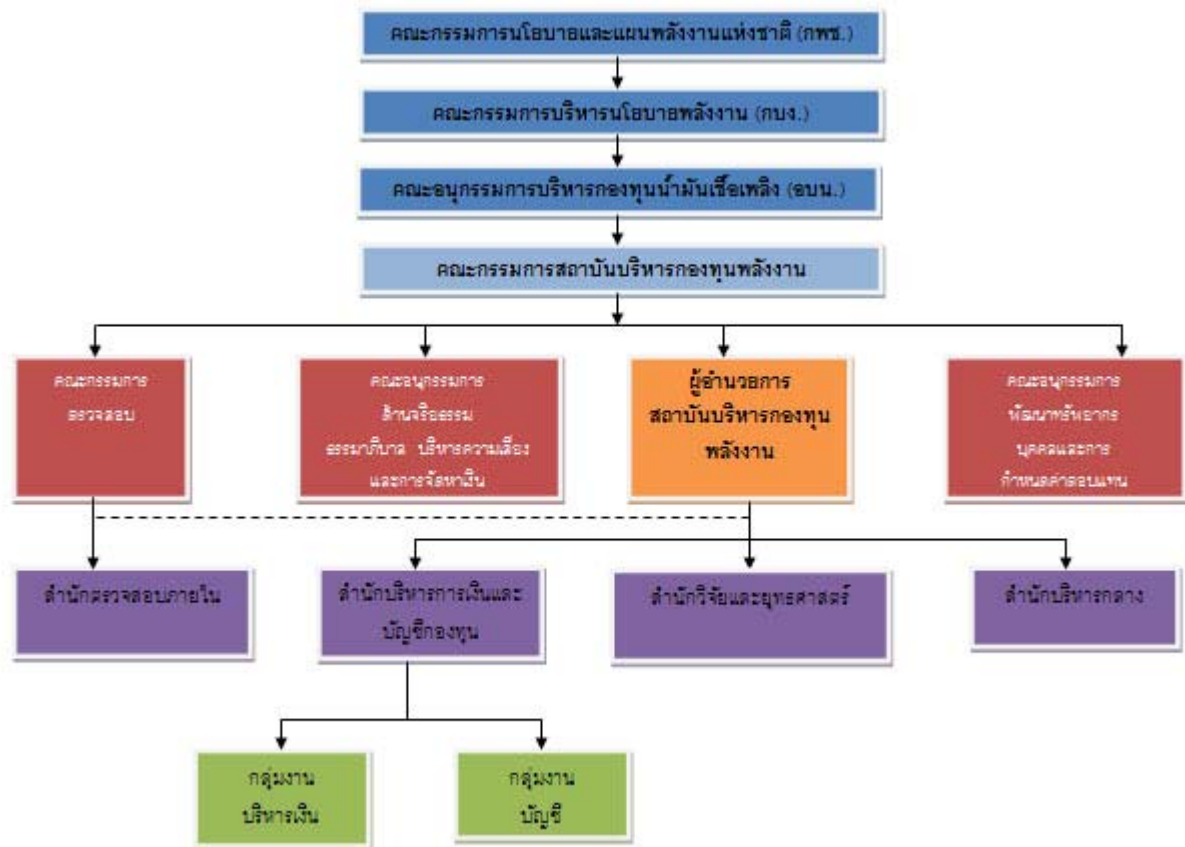 คณะกรรมการนโยบายและแผนพลังงานแห่งชาติ (กพช.)
คณะกรรมการบริหารนโยบายพลังงาน (กบง.)
คณะอนุกรรมการบริหารกองทุนน้ำมันเชื้อเพลิง (อบน.)
คณะกรรมการสถาบันบริหารกองทุนพลังงาน
คณะกรรมการ
ตรวจสอบ
คณะอนุกรรมการ
ด้านจริยธรรม
ธรรมาภิบาล บริหารความเสี่ยง
และการจัดหาเงิน
ผู้อำนวยการ
สถาบันบริหารกองทุน
พลังงาน
คณะอนุกรรมการ
พัฒนาทรัพยากร
บุคคลและการ
กำหนดค่าตอบแทน
สำนักตรวจสอบภายใน
สำนักบริหารการเงินและ
บัญชีกองทุน
สำนักวิจัยและยุทธศาสตร์
สำนักบริหารกลาง
กลุ่มงาน
บริหารเงิน
กลุ่มงาน
บัญชี